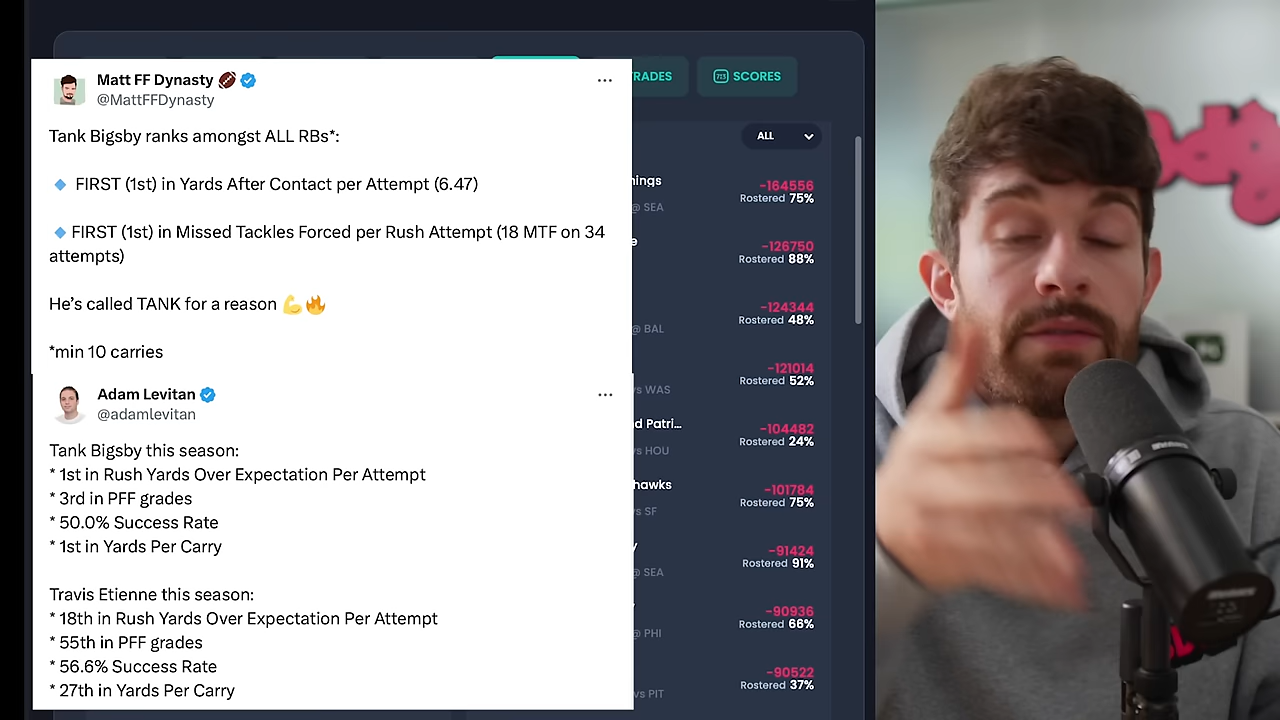 Matt FF Dynasty 🏈
@MattFFDynasty
Tank Bigsby ranks amongst ALL RBs*:
🔹 FIRST (1st) in Yards After Contact per Attempt (6.47)
🔹FIRST (1st) in Missed Tackles Forced per Rush Attempt (18 MTF on 34
attempts)
He’s called TANK for a reason 💪🔥
*min 10 carries
Adam Levitan
@adamlevitan
Tank Bigsby this season:
* 1st in Rush Yards Over Expectation Per Attempt
* 3rd in PFF grades
* 50.0% Success Rate
* 1st in Yards Per Carry
Travis Etienne this season:
* 18th in Rush Yards Over Expectation Per Attempt
* 55th in PFF grades
* 56.6% Success Rate
* 27th in Yards Per Carry
SCORES
ALL
-164556
@ SEA
Rostered 75%
-126750
Rostered 88%
-124344
@ BAL
Rostered 48%
-121014
vs WAS
Rostered 52%
d Patri...
-104482
vs HOU
Rostered 24%
-101784
vs SF
Rostered 75%
-91424
@ SEA
Rostered 91%
-90936
@ PHI
Rostered 66%
-90522
vs PIT
Rostered 37%